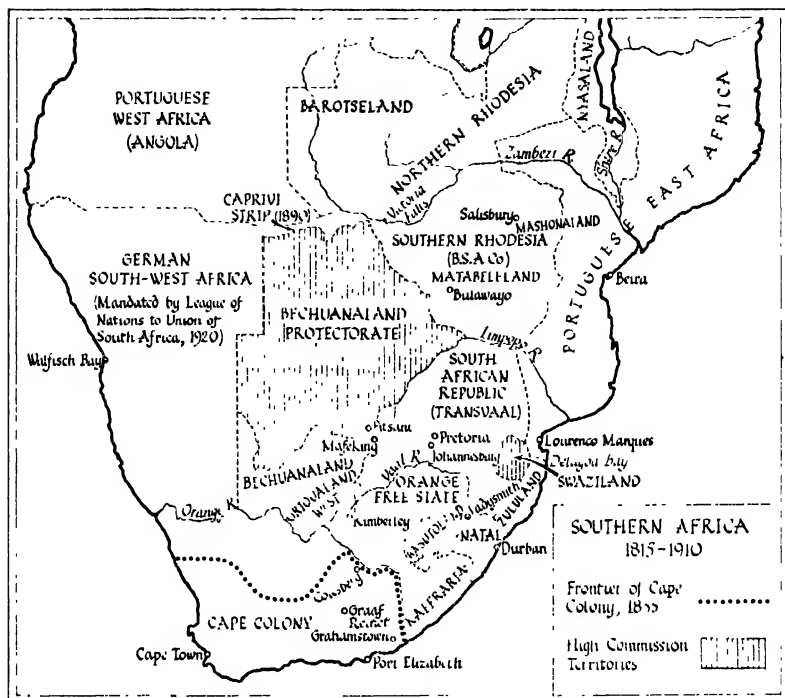 PORTUGUESE
WEST AFRICA
(ANGOLA)
BAROTSELAND
NORTHERN RHODESIA
NYASALAND
Shire R.
Zambezi R.
PORTUGUESE EAST AFRICA
CAPRIVI
STRIP (1890)
Victoria
Falls
Salisbury
MASHONALAND
SOUTHERN RHODESIA
(B.S.A Co)
MATABELELAND
Bulawayo
Beira
GERMAN
SOUTH-WEST AFRICA
(Mandated by League of
Nations to Union of
South Africa, 1920)
Walfisch Bay
BECHUANALAND
PROTECTORATE
Limpopo R.
SOUTH
AFRICAN
REPUBLIC
(TRANSVAAL)
Mafeking
Pretoria
Johannesburg
Lourenco Marques
Delagoa Bay
SWAZILAND
BECHUANALAND
Vaal R.
WEST
Orange R.
ORANGE
FREE STATE
Kimberley
Ladysmith
ZULULAND
BASUTOLAND
NATAL
Durban
KAFFRARIA
Colesberg
CAPE COLONY
Graaf
Reinet
Grahamstown
Cape Town
Port Elizabeth
SOUTHERN AFRICA
1815-1910
Frontier of Cape
Colony,
High Commission
Territories